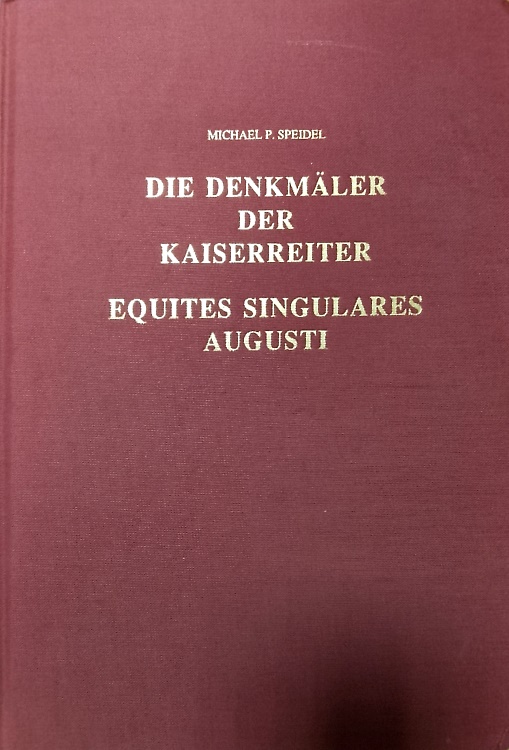 MICHAEL P. SPEIDEL
DIE DENKMÄLER
DER
KAISERREITER
EQUITES SINGULARES
AUGUSTI